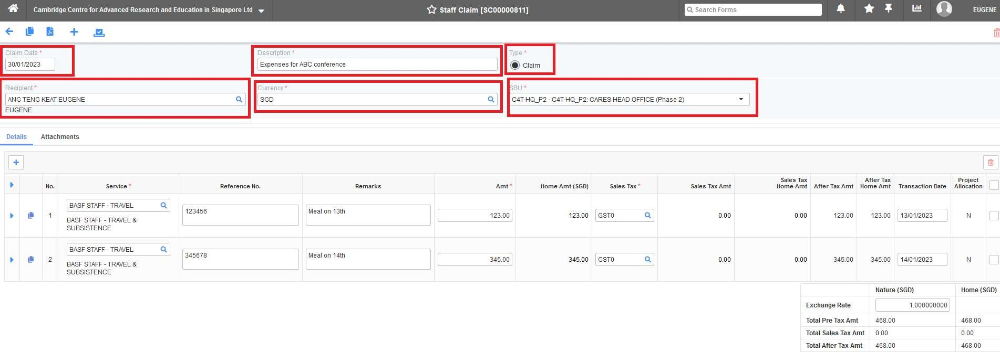 Cambridge Centre for Advanced Research and Education in Singapore Ltd
Staff Claim [SC00000811]
Search Forms
EUGENE
Claim Date *
30/01/2023
Description *
Expenses for ABC conference
Type *
Claim
Recipient *
ANG TENG KEAT EUGENE
EUGENE
Currency *
SGD
SBU *
C4T-HQ_P2 - C4T-HQ_P2: CARES HEAD OFFICE (Phase 2)
Details Attachments
No. Service * Reference No. Remarks Amt * Home Amt (SGD) Sales Tax * Sales Tax Amt Sales Tax Home Amt After Tax Amt After Tax Home Amt Transaction Date Project Allocation
1 BASF STAFF - TRAVEL 123456 Meal on 13th 123.00 123.00 GST0 0.00 0.00 123.00 123.00 13/01/2023 N
BASF STAFF - TRAVEL &
SUBSISTENCE
2 BASF STAFF - TRAVEL 345678 Meal on 14th 345.00 345.00 GST0 0.00 0.00 345.00 345.00 14/01/2023 N
BASF STAFF - TRAVEL &
SUBSISTENCE
Nature (SGD) Home (SGD)
Exchange Rate 1.000000000
Total Pre Tax Amt 468.00 468.00
Total Sales Tax Amt 0.00 0.00
Total After Tax Amt 468.00 468.00